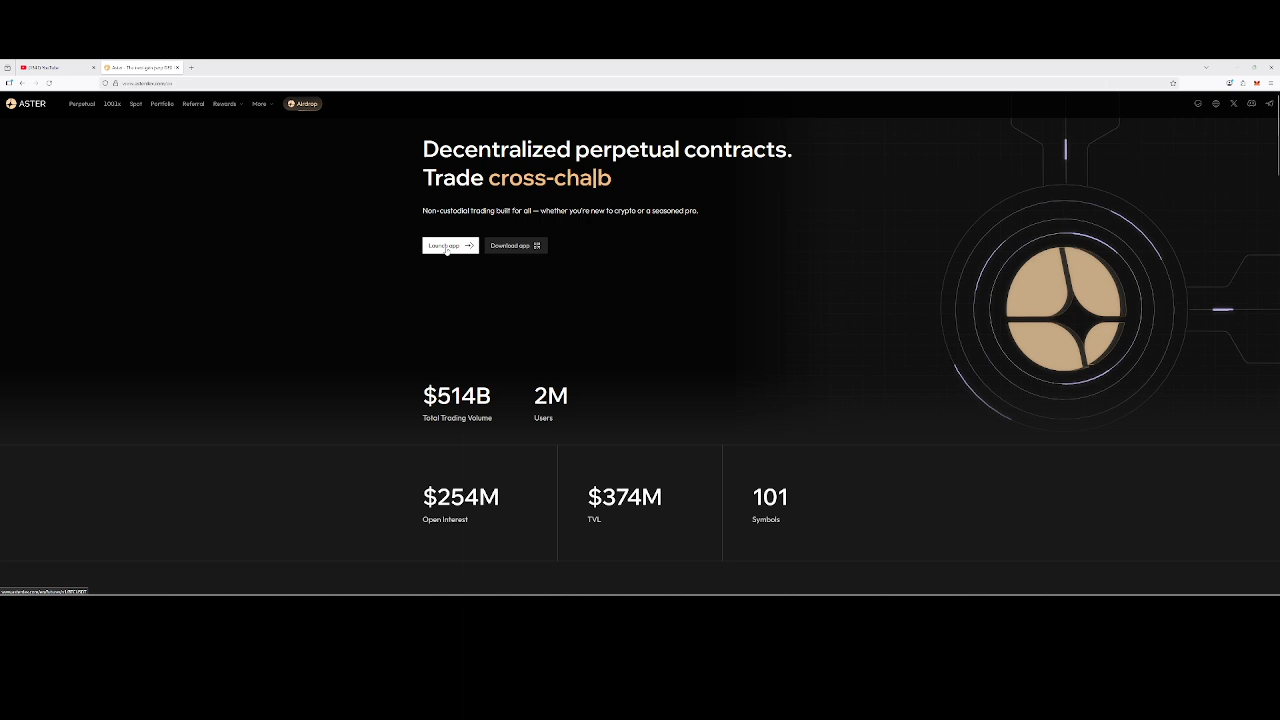 ASTER
Perpetual
1001x
Spot
Portfolio
Referral
Rewards
More
Airdrop
Decentralized perpetual contracts.
Trade cross-cha|b
Non-custodial trading built for all — whether you're new to crypto or a seasoned pro.
Launch app
Download app
$514B
Total Trading Volume
2M
Users
$254M
Open Interest
$374M
TVL
101
Symbols